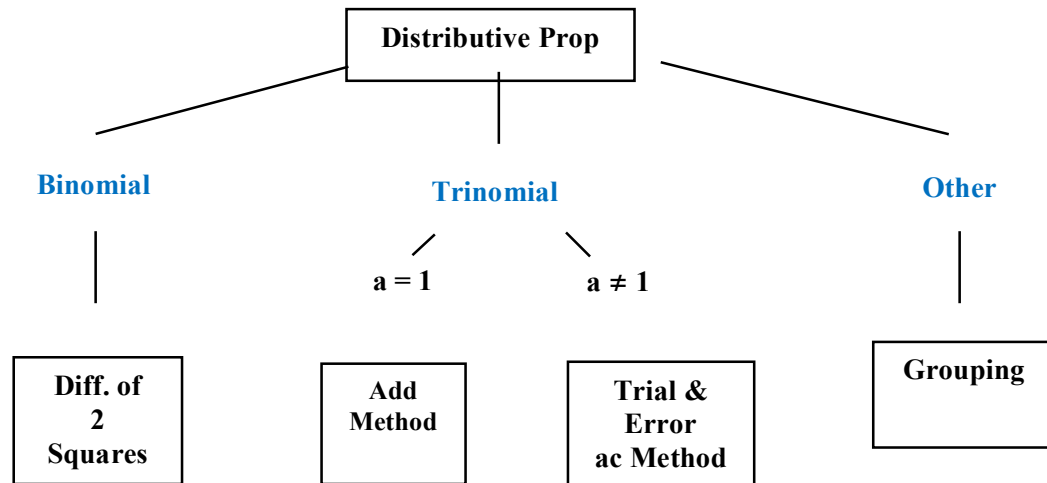 Distributive Prop
Binomial
Trinomial
Other
a = 1
a ≠ 1
Diff. of
2
Squares
Add
Method
Trial &
Error
ac Method
Grouping